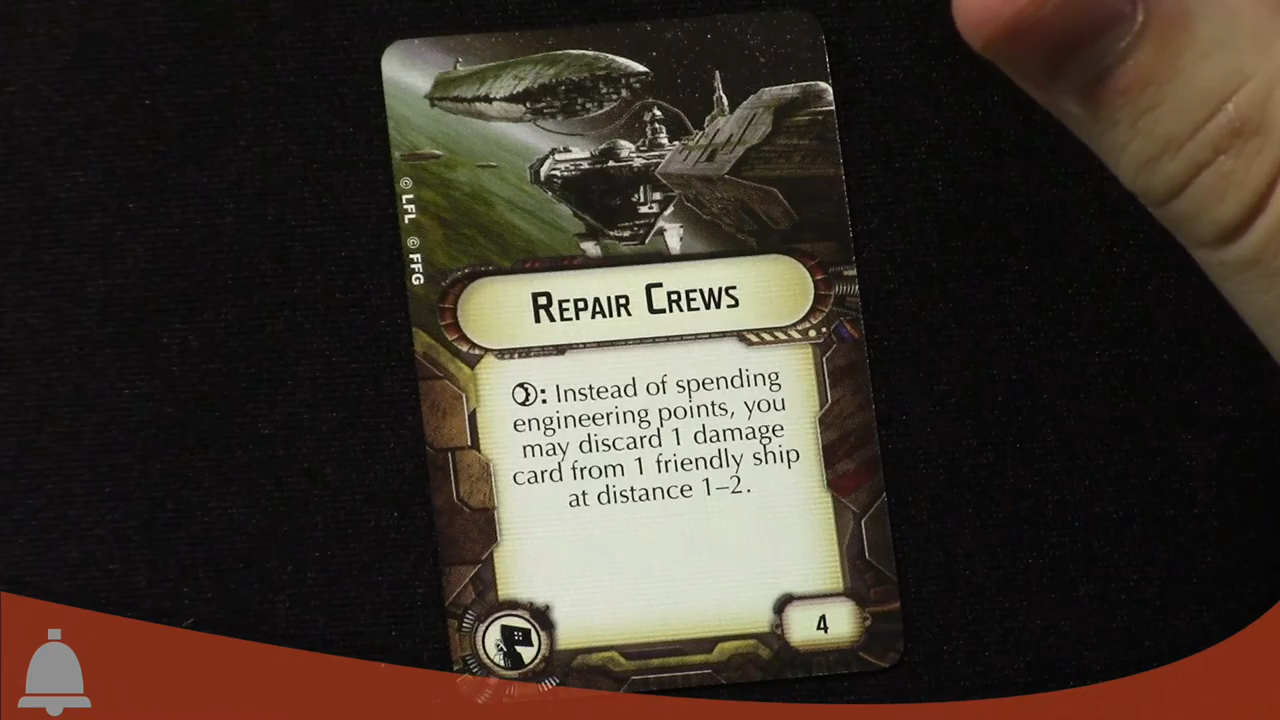 © LFL © FFG
REPAIR CREWS
: Instead of spending
engineering points, you
may discard 1 damage
card from 1 friendly ship
at distance 1–2.
4